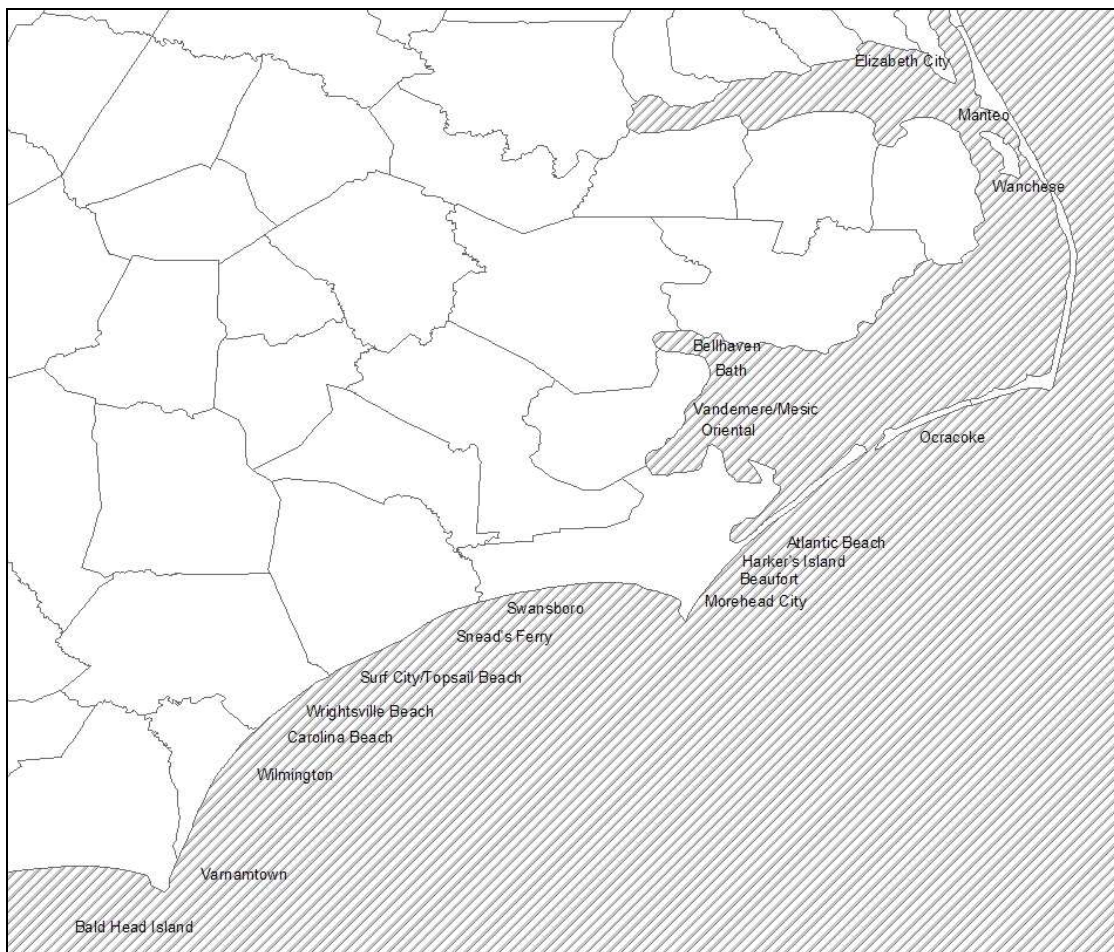 Elizabeth City
Manteo
Wanchese
Bellhaven
Bath
Vandemere/Mesic
Oriental
Ocracoke
Atlantic Beach
Harker's Island
Beaufort
Morehead City
Swansboro
Snead's Ferry
Surf City/Topsail Beach
Wrightsville Beach
Carolina Beach
Wilmington
Varnamtown
Bald Head Island